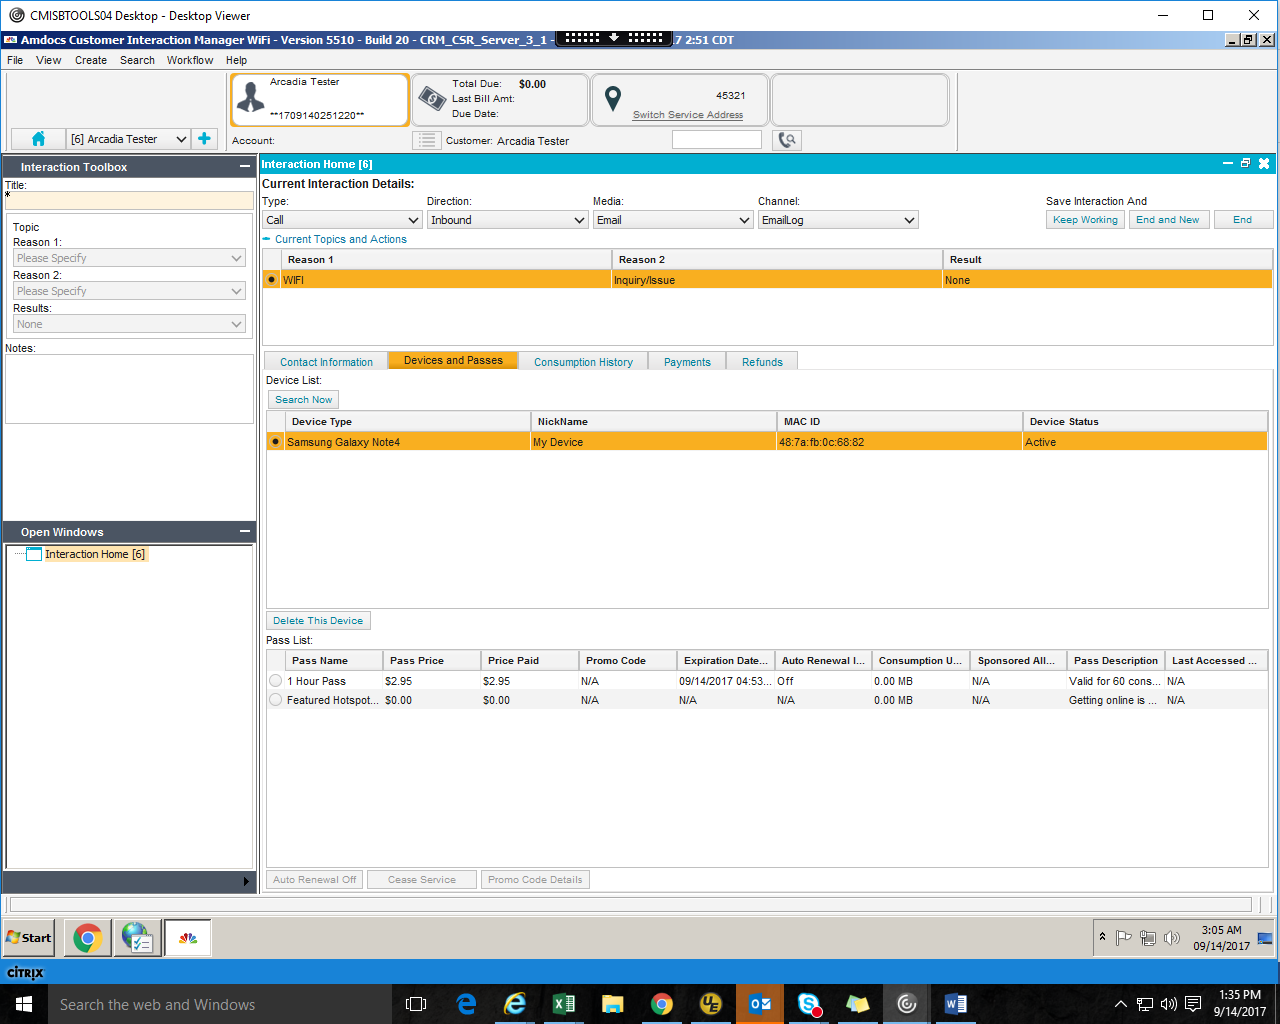 CMISBTOOLS04 Desktop - Desktop Viewer
Amdocs Customer Interaction Manager WiFi - Version 5510 - Build 20 - CRM_CSR_Server_3_1 - 7 2:51 CDT
File View Create Search Workflow Help
Arcadia Tester
**1709140251220**
Total Due: $0.00
Last Bill Amt:
Due Date:
45321
Switch Service Address
[6] Arcadia Tester
Account:
Customer: Arcadia Tester
Interaction Toolbox
Title:
*
Topic
Reason 1:
Please Specify
Reason 2:
Please Specify
Results:
None
Notes:
Open Windows
Interaction Home [6]
Interaction Home [6]
Current Interaction Details:
Type: Direction: Media: Channel: Save Interaction And
Call Inbound Email EmailLog Keep Working End and New End
Current Topics and Actions
Reason 1 Reason 2 Result
WIFI Inquiry/Issue None
Contact Information Devices and Passes Consumption History Payments Refunds
Device List:
Search Now
Device Type NickName MAC ID Device Status
Samsung Galaxy Note4 My Device 48:7a:fb:0c:68:82 Active
Delete This Device
Pass List:
Pass Name Pass Price Price Paid Promo Code Expiration Date... Auto Renewal I... Consumption U... Sponsored All... Pass Description Last Accessed ...
1 Hour Pass $2.95 $2.95 N/A 09/14/2017 04:53... Off 0.00 MB N/A Valid for 60 cons... N/A
Featured Hotspot... $0.00 $0.00 N/A N/A N/A 0.00 MB N/A Getting online is ... N/A
Auto Renewal Off Cease Service Promo Code Details
Start
3:05 AM
09/14/2017
CITRIX
Search the web and Windows
1:35 PM
9/14/2017